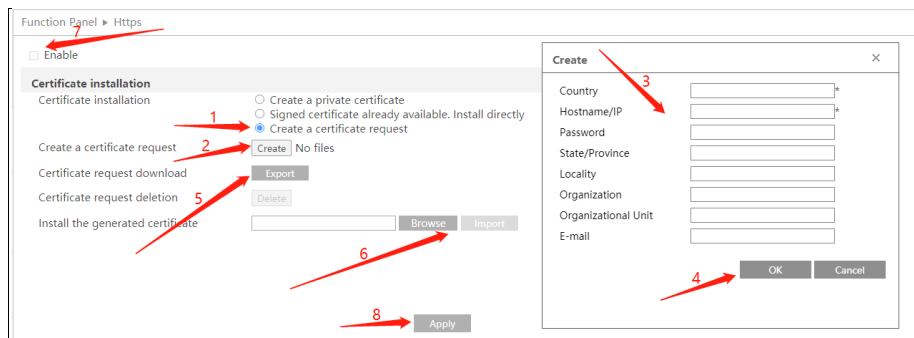 Function Panel ▸ Https
7
Enable
Certificate installation
Certificate installation
Create a private certificate
Signed certificate already available. Install directly
1
Create a certificate request
Create a certificate request
2
Create
No files
Certificate request download
Export
Certificate request deletion
5
Delete
Install the generated certificate
Browse
Import
6
8
Apply
Create
×
3
Country
*
Hostname/IP
*
Password
State/Province
Locality
Organization
Organizational Unit
E-mail
4
OK
Cancel